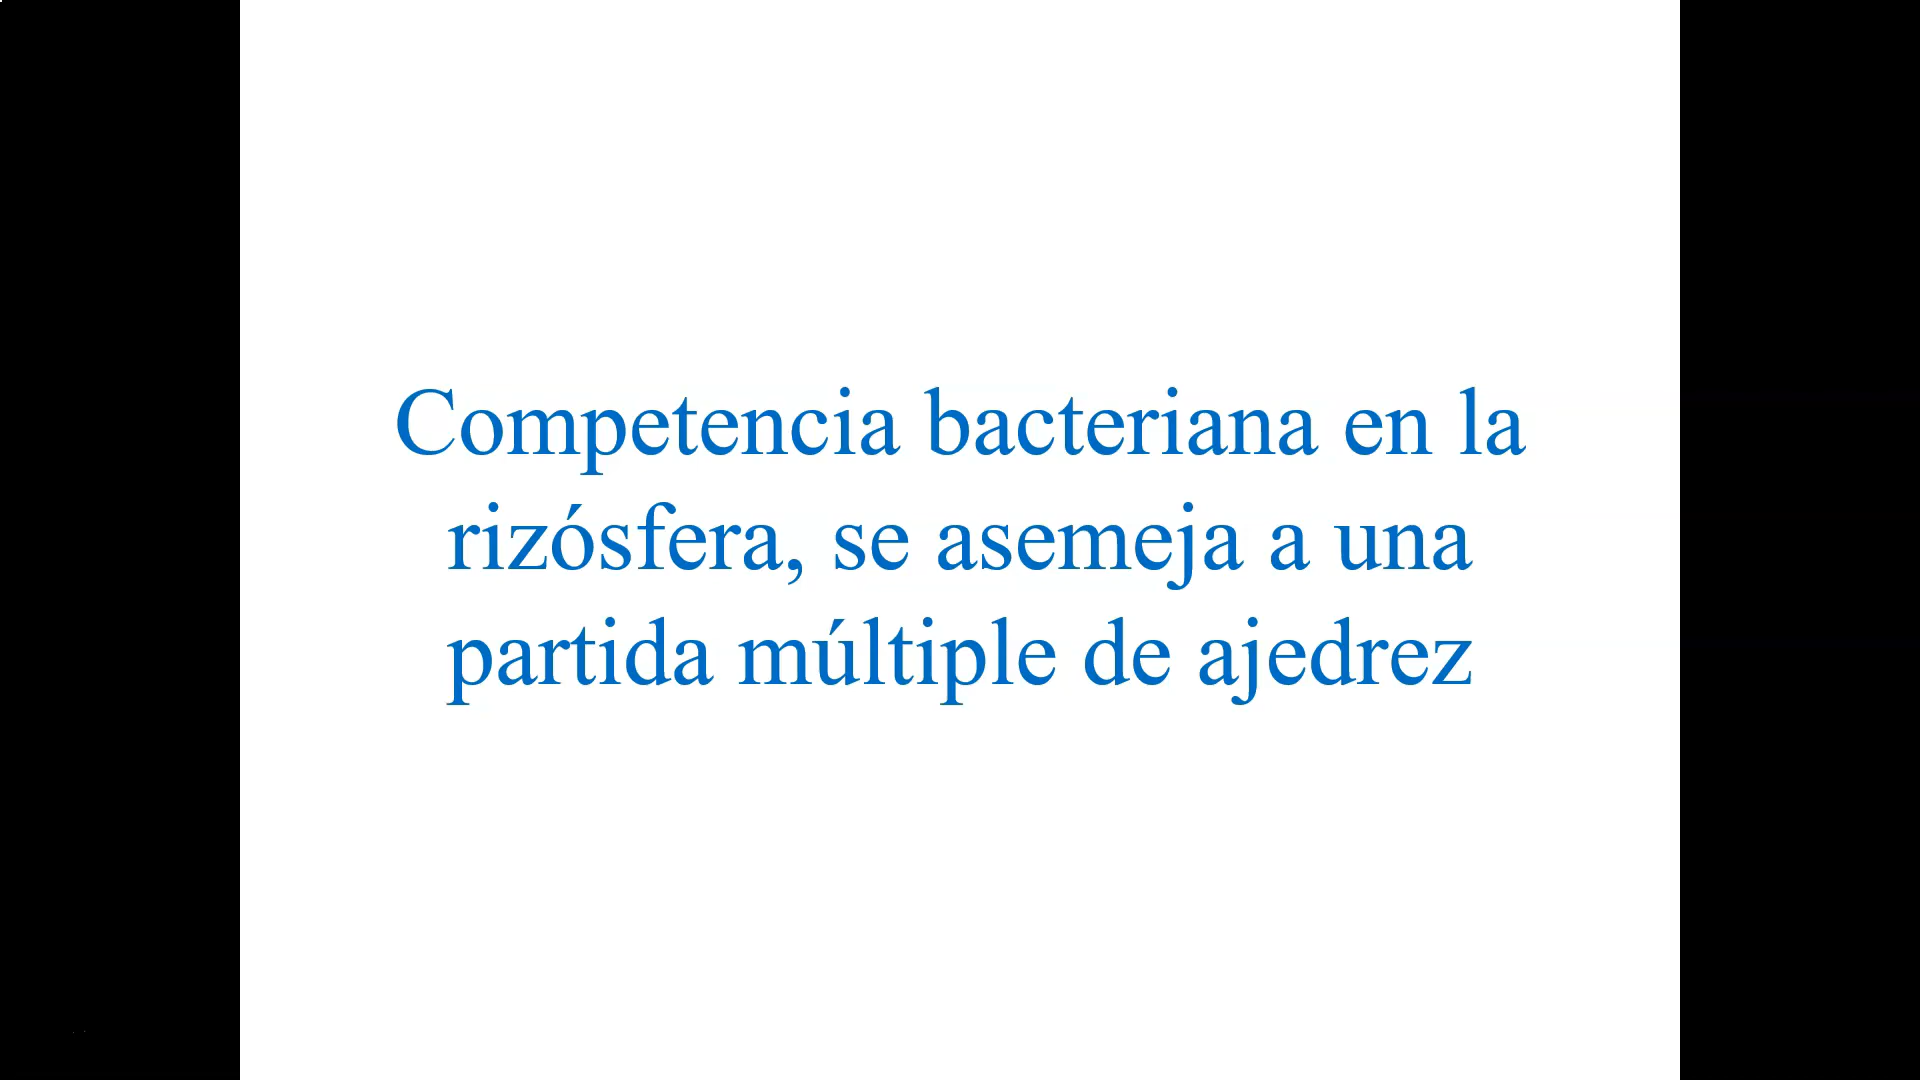 Competencia bacteriana en la
rizósfera, se asemeja a una
partida múltiple de ajedrez